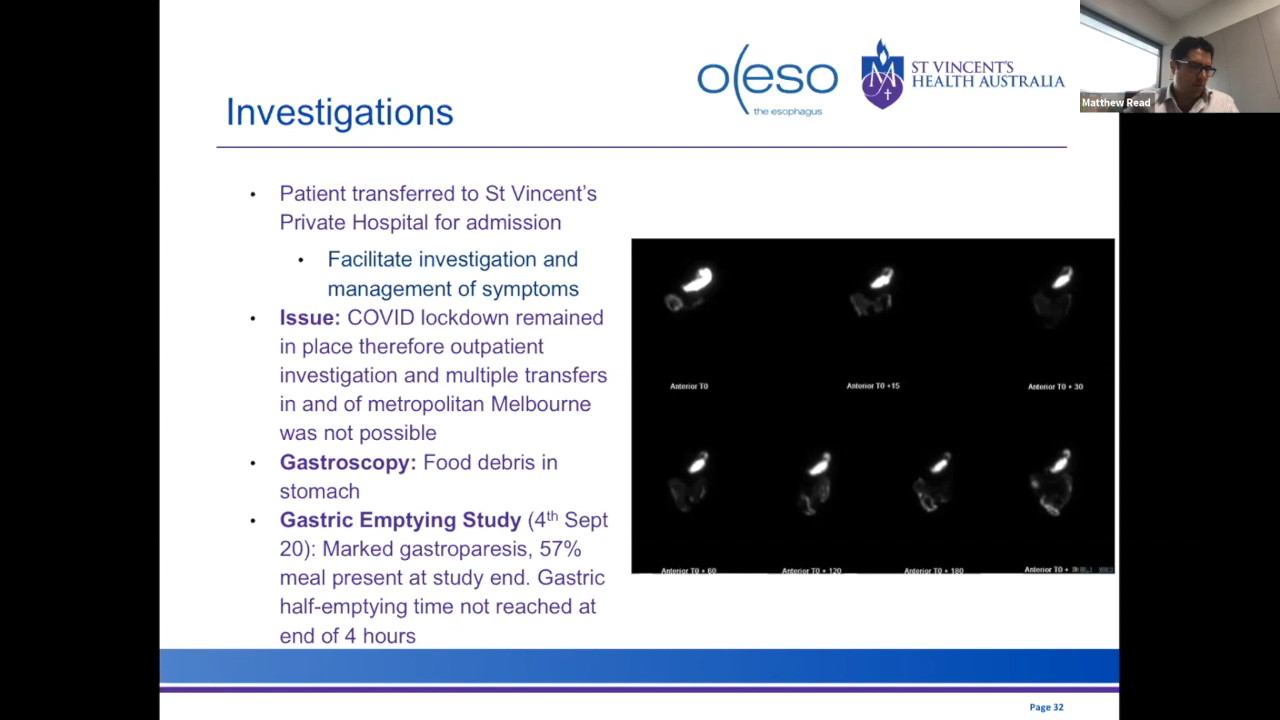 oeso
the esophagus
ST VINCENT'S
HEALTH AUSTRALIA
Matthew Read
Investigations
• Patient transferred to St Vincent's
Private Hospital for admission
• Facilitate investigation and
management of symptoms
• Issue: COVID lockdown remained
in place therefore outpatient
investigation and multiple transfers
in and of metropolitan Melbourne
was not possible
• Gastroscopy: Food debris in
stomach
• Gastric Emptying Study (4th Sept
20): Marked gastroparesis, 57%
meal present at study end. Gastric
half-emptying time not reached at
end of 4 hours
Anterior T0
Anterior T0 +15
Anterior T0 + 30
Anterior T0 + 60
Anterior T0 + 120
Anterior T0 + 180
Anterior T0 +
Page 32